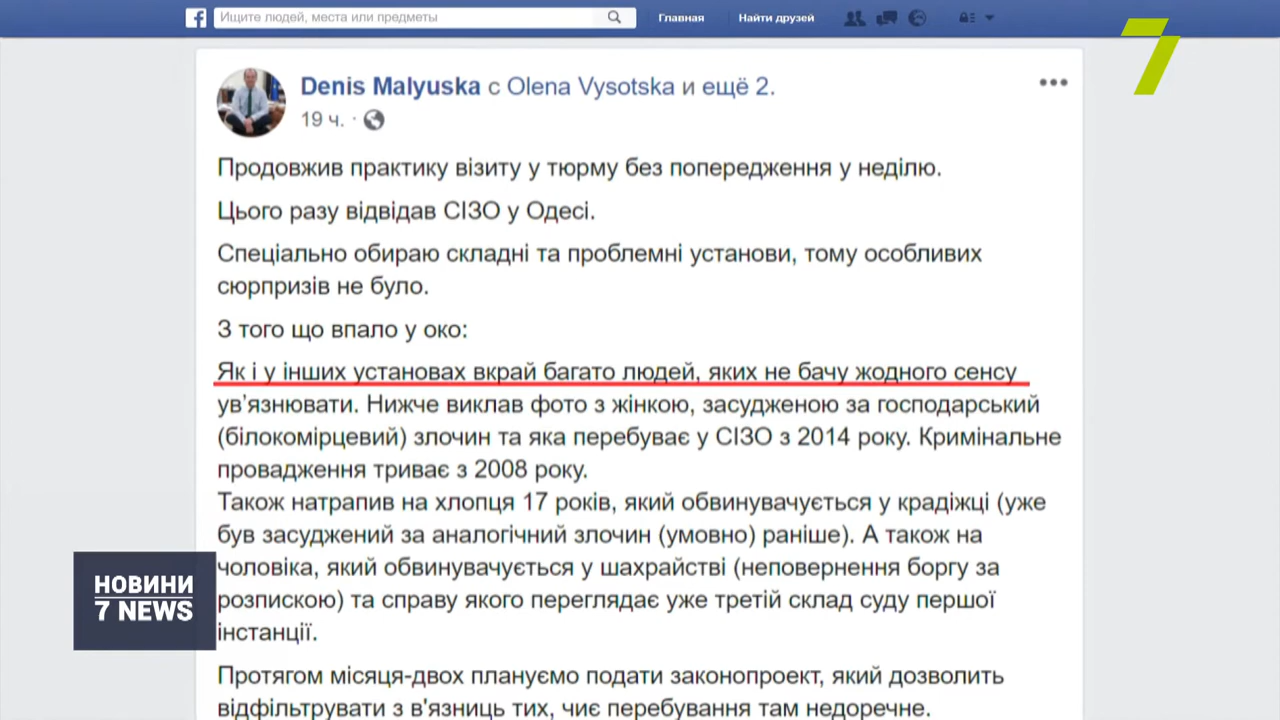 Ищите людей, места или предметы
Главная
Найти друзей
7
Denis Malyuska с Olena Vysotska и ещё 2.
19 ч.
Продовжив практику візиту у тюрму без попередження у неділю.
Цього разу відвідав СІЗО у Одесі.
Спеціально обираю складні та проблемні установи, тому особливих
сюрпризів не було.
З того що впало у око:
Як і у інших установах вкрай багато людей, яких не бачу жодного сенсу
ув’язнювати. Нижче виклав фото з жінкою, засудженою за господарський
(білокомірцевий) злочин та яка перебуває у СІЗО з 2014 року. Кримінальне
провадження триває з 2008 року.
Також натрапив на хлопця 17 років, який обвинувачується у крадіжці (уже
був засуджений за аналогічний злочин (умовно) раніше). А також на
чоловіка, який обвинувачується у шахрайстві (неповернення боргу за
розпискою) та справу якого переглядає уже третій склад суду першої
інстанції.
Протягом місяця-двох плануємо подати законопроект, який дозволить
відфільтрувати з в'язниць тих, чиє перебування там недоречне.
НОВИНИ
7 NEWS